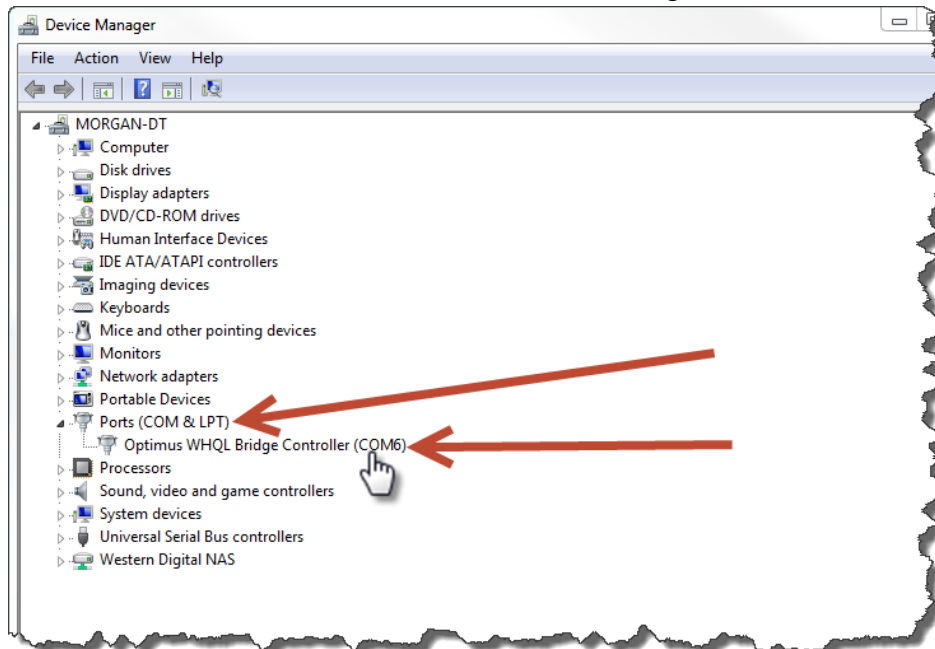 Device Manager
File Action View Help
MORGAN-DT
Computer
Disk drives
Display adapters
DVD/CD-ROM drives
Human Interface Devices
IDE ATA/ATAPI controllers
Imaging devices
Keyboards
Mice and other pointing devices
Monitors
Network adapters
Portable Devices
Ports (COM & LPT)
Optimus WHQL Bridge Controller (COM6)
Processors
Sound, video and game controllers
System devices
Universal Serial Bus controllers
Western Digital NAS